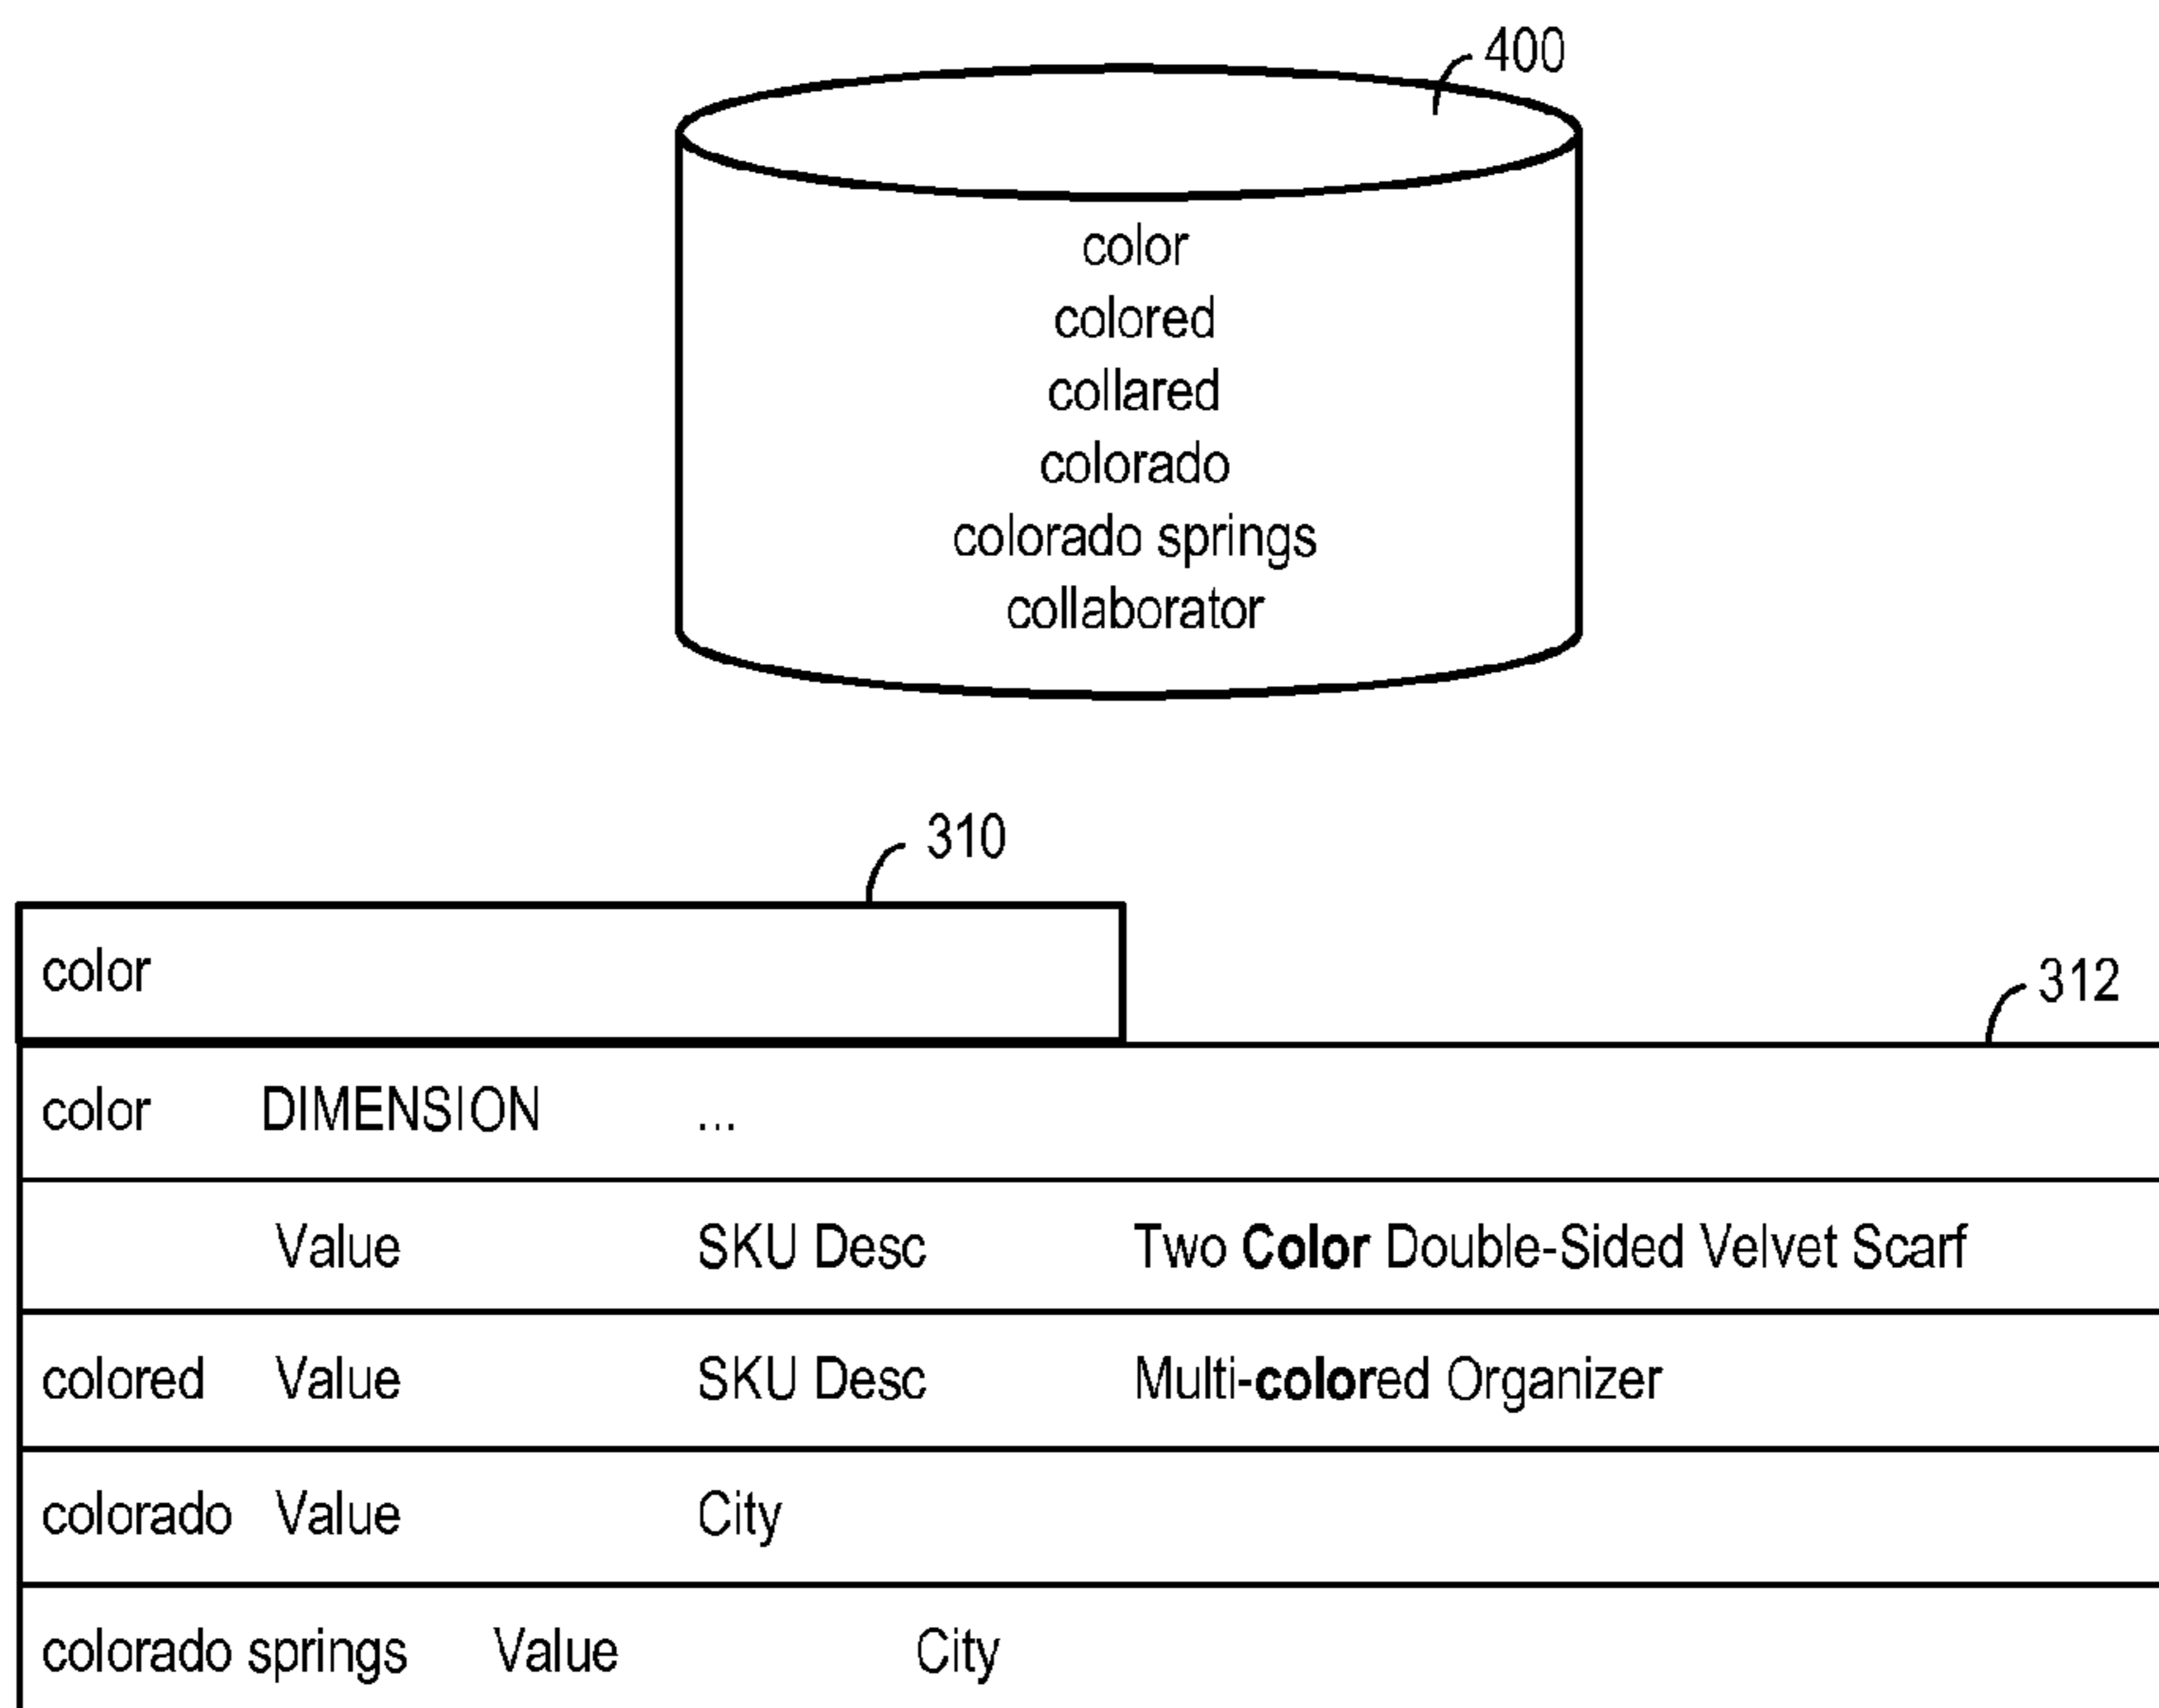 400
color
colored
collared
colorado
colorado springs
collaborator
310
color
312
color DIMENSION ...
Value SKU Desc Two Color Double-Sided Velvet Scarf
colored Value SKU Desc Multi-colored Organizer
colorado Value City
colorado springs Value City